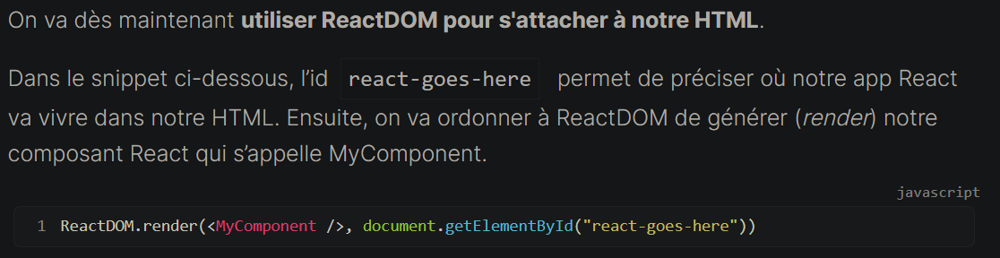 On va dès maintenant utiliser ReactDOM pour s'attacher à notre HTML.
Dans le snippet ci-dessous, l’id react-goes-here permet de préciser où notre app React
va vivre dans notre HTML. Ensuite, on va ordonner à ReactDOM de générer (render) notre
composant React qui s’appelle MyComponent.
javascript
1 ReactDOM.render(<MyComponent />, document.getElementById("react-goes-here"))